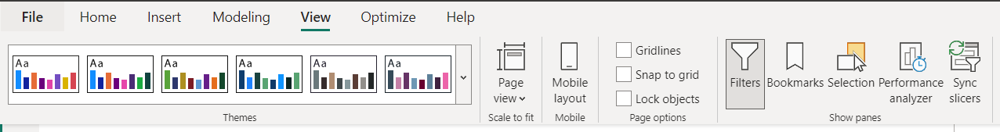 File Home Insert Modeling View Optimize Help
Aa Aa Aa Aa Aa Aa
Themes
Page
view
Scale to fit
Mobile
layout
Mobile
Gridlines
Snap to grid
Lock objects
Page options
Filters
Bookmarks
Selection
Performance
analyzer
Sync
slicers
Show panes